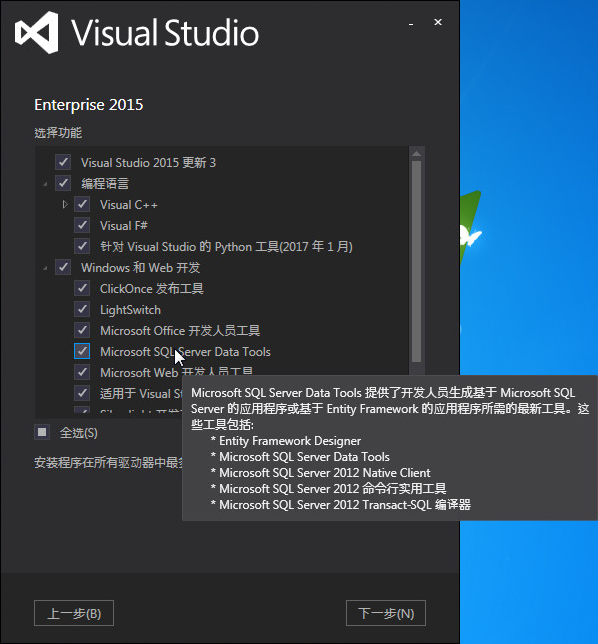 Visual Studio
Enterprise 2015
选择功能
Visual Studio 2015 更新 3
编程语言
Visual C++
Visual F#
针对 Visual Studio 的 Python 工具(2017 年 1 月)
Windows 和 Web 开发
ClickOnce 发布工具
LightSwitch
Microsoft Office 开发人员工具
Microsoft SQL Server Data Tools
Microsoft Web 开发人员工具
适用于 Visual St
Microsoft SQL Server Data Tools 提供了开发人员生成基于 Microsoft SQL
Server 的应用程序或基于 Entity Framework 的应用程序所需的最新工具。这
些工具包括:
* Entity Framework Designer
* Microsoft SQL Server Data Tools
* Microsoft SQL Server 2012 Native Client
* Microsoft SQL Server 2012 命令行实用工具
* Microsoft SQL Server 2012 Transact-SQL 编译器
全选(S)
安装程序在所有驱动器中最多
上一步(B)
下一步(N)